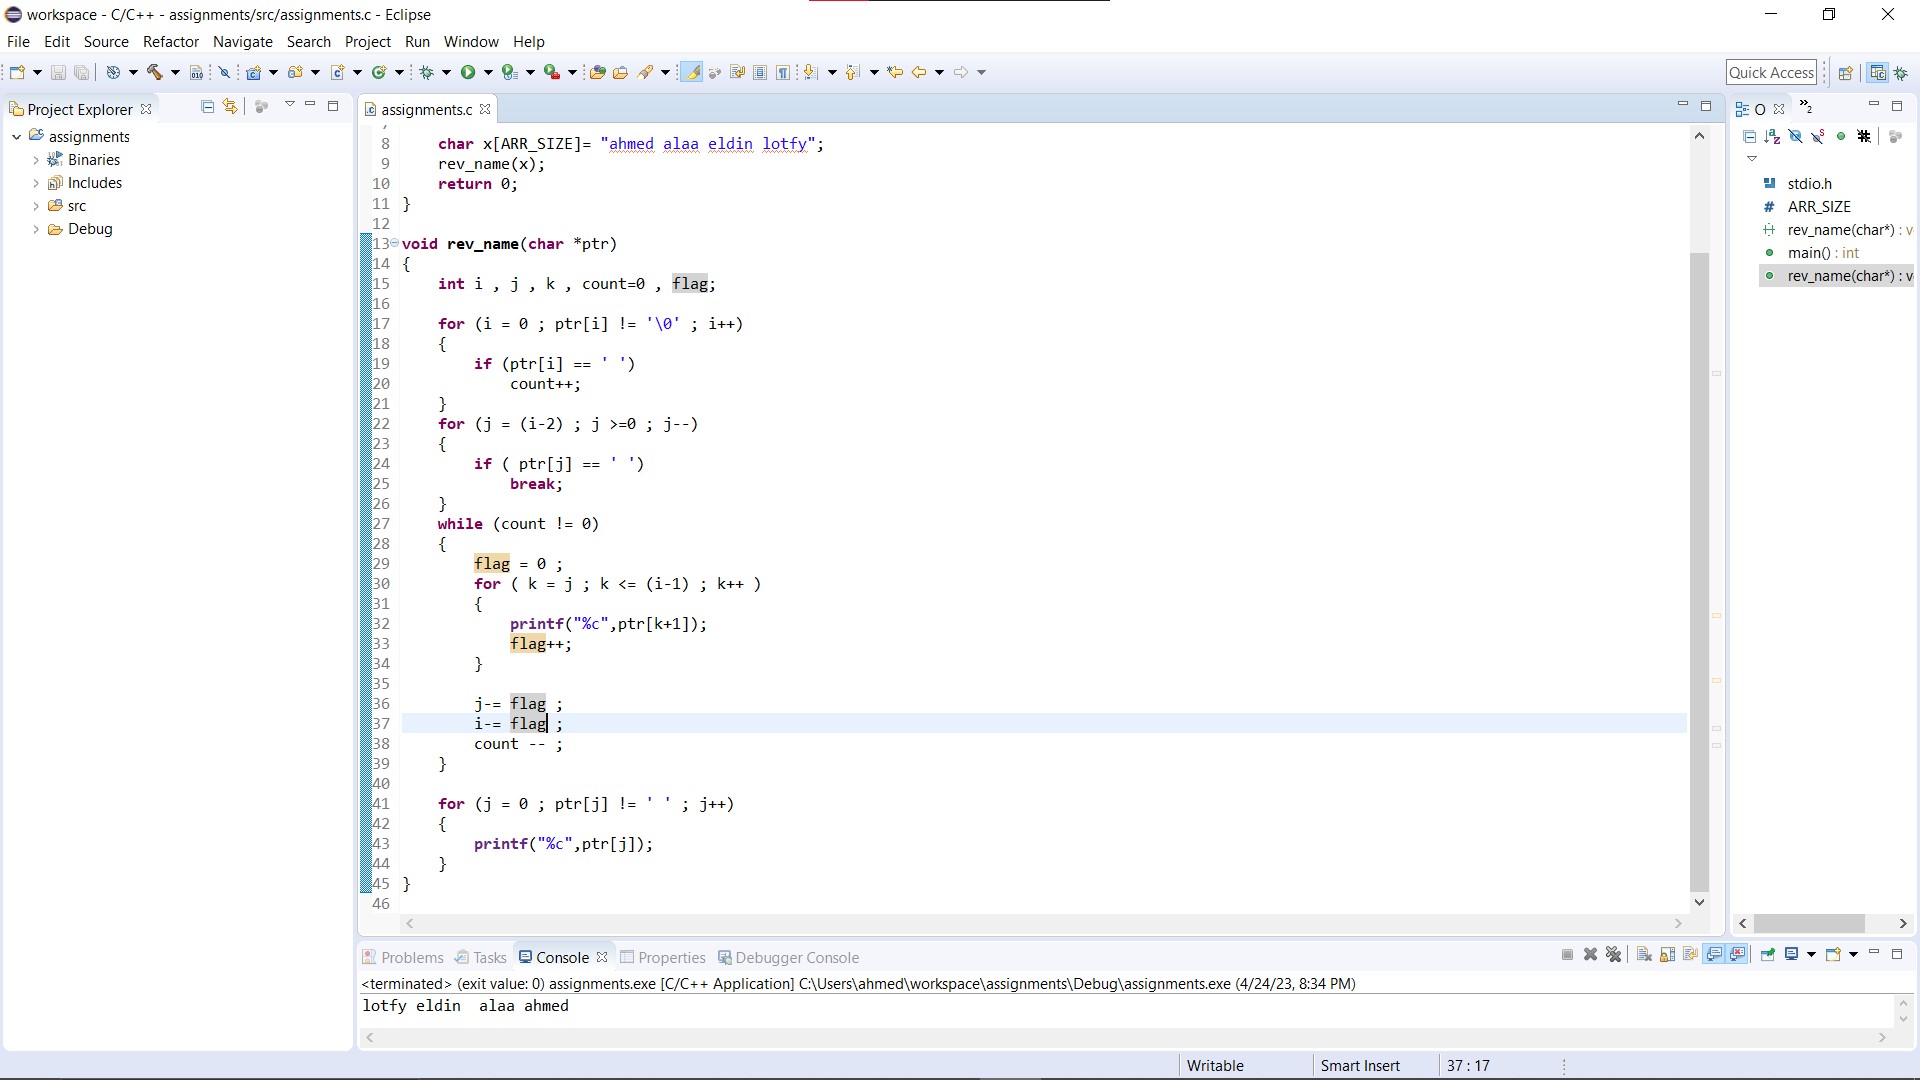 workspace - C/C++ - assignments/src/assignments.c - Eclipse
File Edit Source Refactor Navigate Search Project Run Window Help
Quick Access
Project Explorer
assignments
Binaries
Includes
src
Debug
assignments.c
8 char x[ARR_SIZE]= "ahmed alaa eldin lotfy";
9 rev_name(x);
10 return 0;
11 }
12
13 void rev_name(char *ptr)
14 {
15 int i , j , k , count=0 , flag;
16
17 for (i = 0 ; ptr[i] != '\0' ; i++)
18 {
19 if (ptr[i] == ' ')
20 count++;
21 }
22 for (j = (i-2) ; j >=0 ; j--)
23 {
24 if ( ptr[j] == ' ')
25 break;
26 }
27 while (count != 0)
28 {
29 flag = 0 ;
30 for ( k = j ; k <= (i-1) ; k++ )
31 {
32 printf("%c",ptr[k+1]);
33 flag++;
34 }
35
36 j-= flag ;
37 i-= flag ;
38 count -- ;
39 }
40
41 for (j = 0 ; ptr[j] != ' ' ; j++)
42 {
43 printf("%c",ptr[j]);
44 }
45 }
46
O
2
stdio.h
ARR_SIZE
rev_name(char*) : v
main() : int
rev_name(char*) : v
Problems Tasks Console Properties Debugger Console
<terminated> (exit value: 0) assignments.exe [C/C++ Application] C:\Users\ahmed\workspace\assignments\Debug\assignments.exe (4/24/23, 8:34 PM)
lotfy eldin  alaa ahmed
Writable Smart Insert 37 : 17